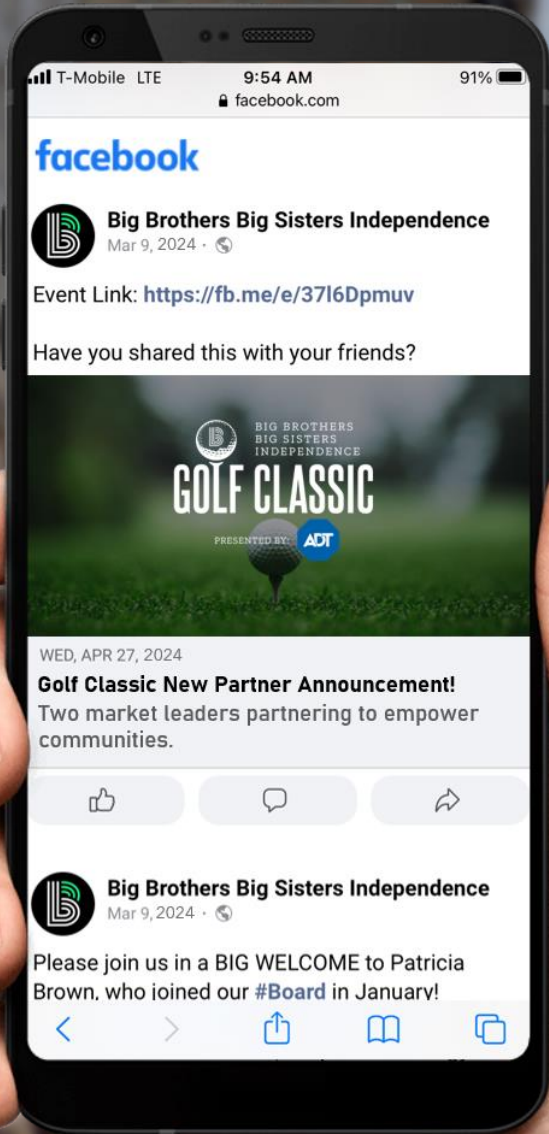 T-Mobile LTE 9:54 AM 91%
facebook.com
facebook
Big Brothers Big Sisters Independence
Mar 9, 2024 ·
Event Link: https://fb.me/e/37l6Dpmuv
Have you shared this with your friends?
BIG BROTHERS
BIG SISTERS
INDEPENDENCE
GOLF CLASSIC
PRESENTED BY: ADT
WED, APR 27, 2024
Golf Classic New Partner Announcement!
Two market leaders partnering to empower
communities.
Big Brothers Big Sisters Independence
Mar 9, 2024 ·
Please join us in a BIG WELCOME to Patricia
Brown, who joined our #Board in January!